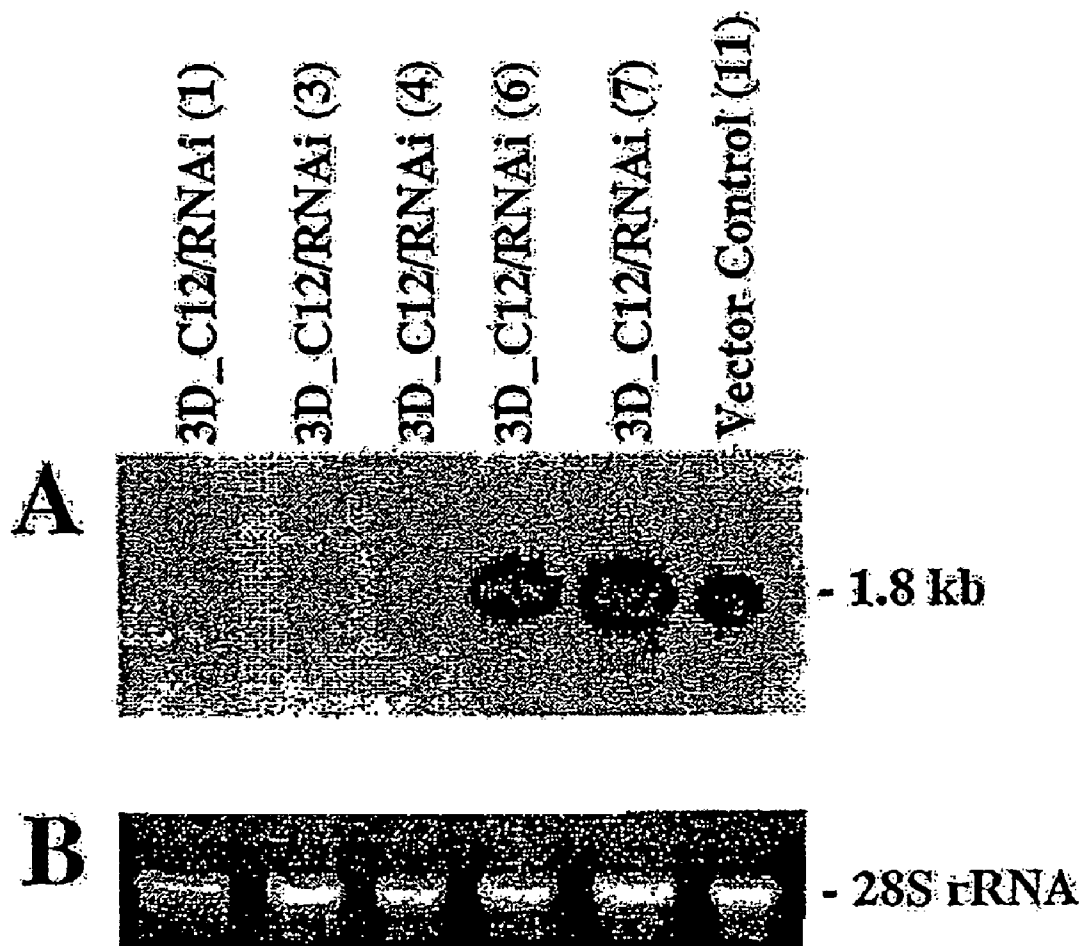 3D_C12/RNAi (1)
3D_C12/RNAi (3)
3D_C12/RNAi (4)
3D_C12/RNAi (6)
3D_C12/RNAi (7)
Vector Control (11)
A
- 1.8 kb
B
- 28S rRNA